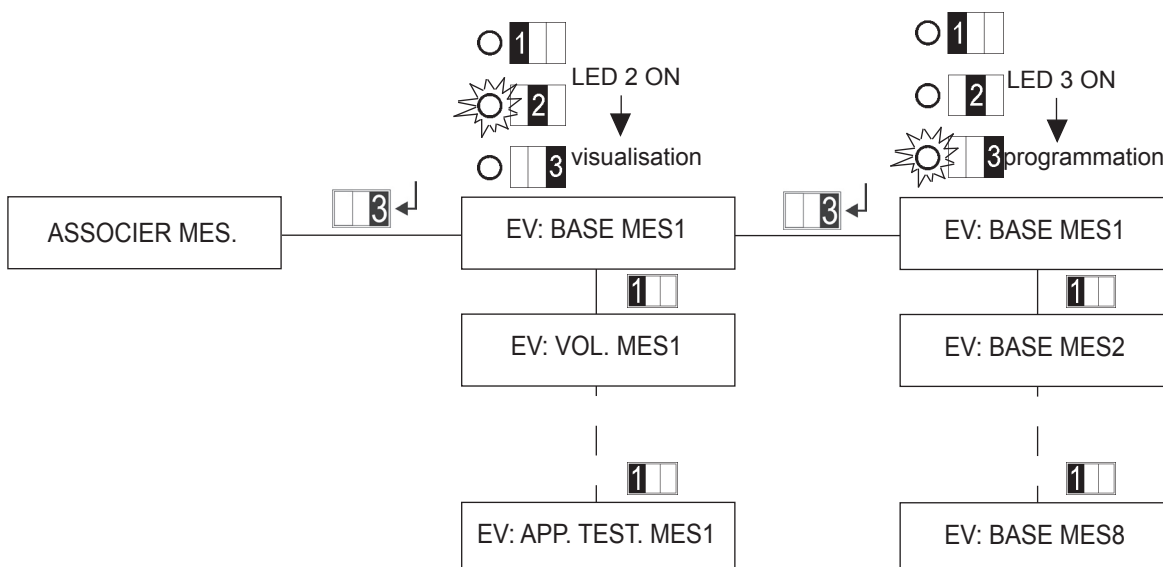 1
2
3
LED 2 ON
visualisation
1
2
3
LED 3 ON
programmation
ASSOCIER MES.
3
EV: BASE MES1
3
EV: BASE MES1
1
1
EV: VOL. MES1
EV: BASE MES2
1
1
EV: APP. TEST. MES1
EV: BASE MES8